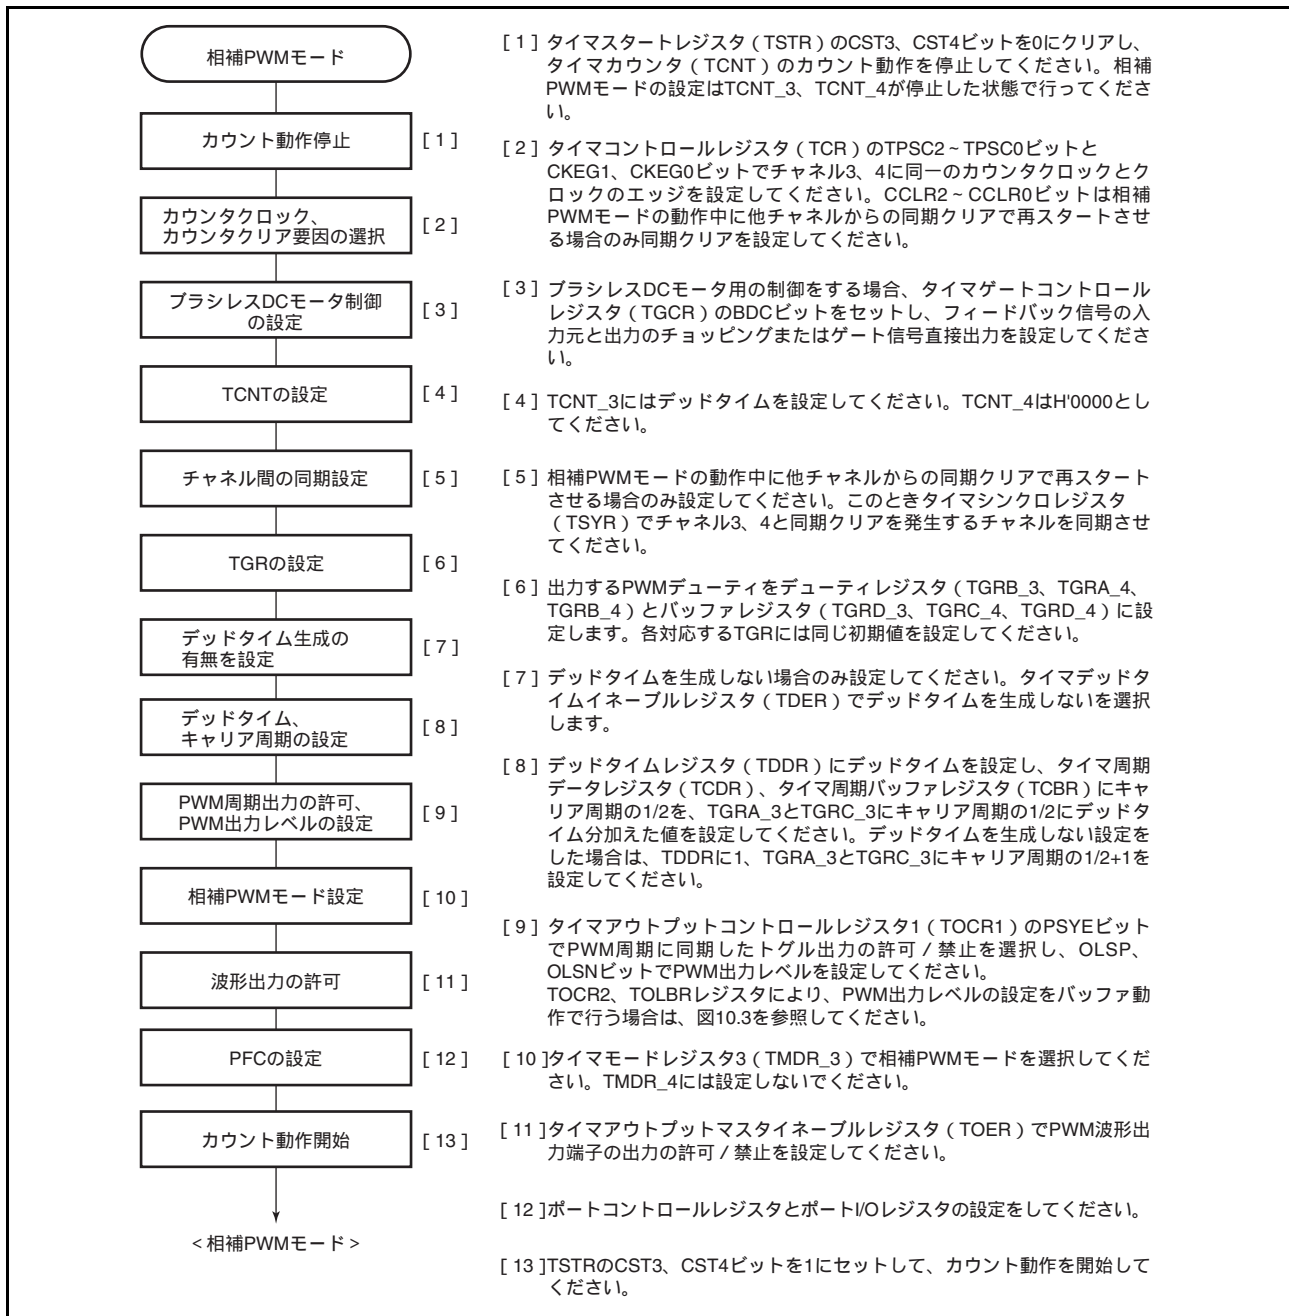 相補PWMモード
カウント動作停止
[ 1 ]
カウンタクロック、
カウンタクリア要因の選択
[ 2 ]
ブラシレスDCモータ制御
の設定
[ 3 ]
TCNTの設定
[ 4 ]
チャネル間の同期設定
[ 5 ]
TGRの設定
[ 6 ]
デッドタイム生成の
有無を設定
[ 7 ]
デッドタイム、
キャリア周期の設定
[ 8 ]
PWM周期出力の許可、
PWM出力レベルの設定
[ 9 ]
相補PWMモード設定
[ 10 ]
波形出力の許可
[ 11 ]
PFCの設定
[ 12 ]
カウント動作開始
[ 13 ]
<相補PWMモード>
[ 1 ] タイマスタートレジスタ(TSTR)のCST3、CST4ビットを0にクリアし、
タイマカウンタ(TCNT)のカウント動作を停止してください。相補
PWMモードの設定はTCNT_3、TCNT_4が停止した状態で行ってくださ
い。
[ 2 ] タイマコントロールレジスタ(TCR)のTPSC2~TPSC0ビットと
CKEG1、CKEG0ビットでチャネル3、4に同一のカウンタクロックとク
ロックのエッジを設定してください。CCLR2~CCLR0ビットは相補
PWMモードの動作中に他チャネルからの同期クリアで再スタートさせ
る場合のみ同期クリアを設定してください。
[ 3 ] ブラシレスDCモータ用の制御をする場合、タイマゲートコントロール
レジスタ(TGCR)のBDCビットをセットし、フィードバック信号の入
力元と出力のチョッピングまたはゲート信号直接出力を設定してくださ
い。
[ 4 ] TCNT_3にはデッドタイムを設定してください。TCNT_4はH'0000とし
てください。
[ 5 ] 相補PWMモードの動作中に他チャネルからの同期クリアで再スタート
させる場合のみ設定してください。このときタイマシンクロレジスタ
(TSYR)でチャネル3、4と同期クリアを発生するチャネルを同期させ
てください。
[ 6 ] 出力するPWMデューティをデューティレジスタ(TGRB_3、TGRA_4、
TGRB_4)とバッファレジスタ(TGRD_3、TGRC_4、TGRD_4)に設
定します。各対応するTGRには同じ初期値を設定してください。
[ 7 ] デッドタイムを生成しない場合のみ設定してください。タイマデッドタ
イムイネーブルレジスタ(TDER)でデッドタイムを生成しないを選択
します。
[ 8 ] デッドタイムレジスタ(TDDR)にデッドタイムを設定し、タイマ周期
データレジスタ(TCDR)、タイマ周期バッファレジスタ(TCBR)にキャ
リア周期の1/2を、TGRA_3とTGRC_3にキャリア周期の1/2にデッドタ
イム分加えた値を設定してください。デッドタイムを生成しない設定を
した場合は、TDDRに1、TGRA_3とTGRC_3にキャリア周期の1/2+1を
設定してください。
[ 9 ] タイマアウトプットコントロールレジスタ1(TOCR1)のPSYEビット
でPWM周期に同期したトグル出力の許可/禁止を選択し、OLSP、
OLSNビットでPWM出力レベルを設定してください。
TOCR2、TOLBRレジスタにより、PWM出力レベルの設定をバッファ動
作で行う場合は、図10.3を参照してください。
[ 10 ]タイマモードレジスタ3(TMDR_3)で相補PWMモードを選択してくだ
さい。TMDR_4には設定しないでください。
[ 11 ]タイマアウトプットマスタイネーブルレジスタ(TOER)でPWM波形出
力端子の出力の許可/禁止を設定してください。
[ 12 ]ポートコントロールレジスタとポートI/Oレジスタの設定をしてください。
[ 13 ]TSTRのCST3、CST4ビットを1にセットして、カウント動作を開始して
ください。